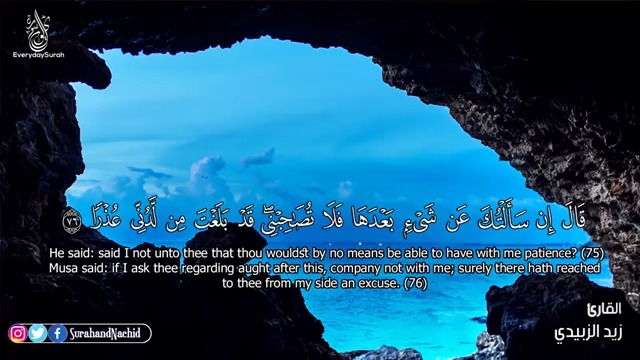 EverydaySurah
قَالَ إِن سَأَلْتُكَ عَن شَيْءٍ بَعْدَهَا فَلَا تُصَاحِبْنِي ۖ قَدْ بَلَغْتَ مِن لَّدُنِّي عُذْرًا ٧٦
He said: said I not unto thee that thou wouldst by no means be able to have with me patience? (75)
Musa said: if I ask thee regarding aught after this, company not with me; surely there hath reached
to thee from my side an excuse. (76)
القارئ
زيد الزبيدي
SurahandNachid